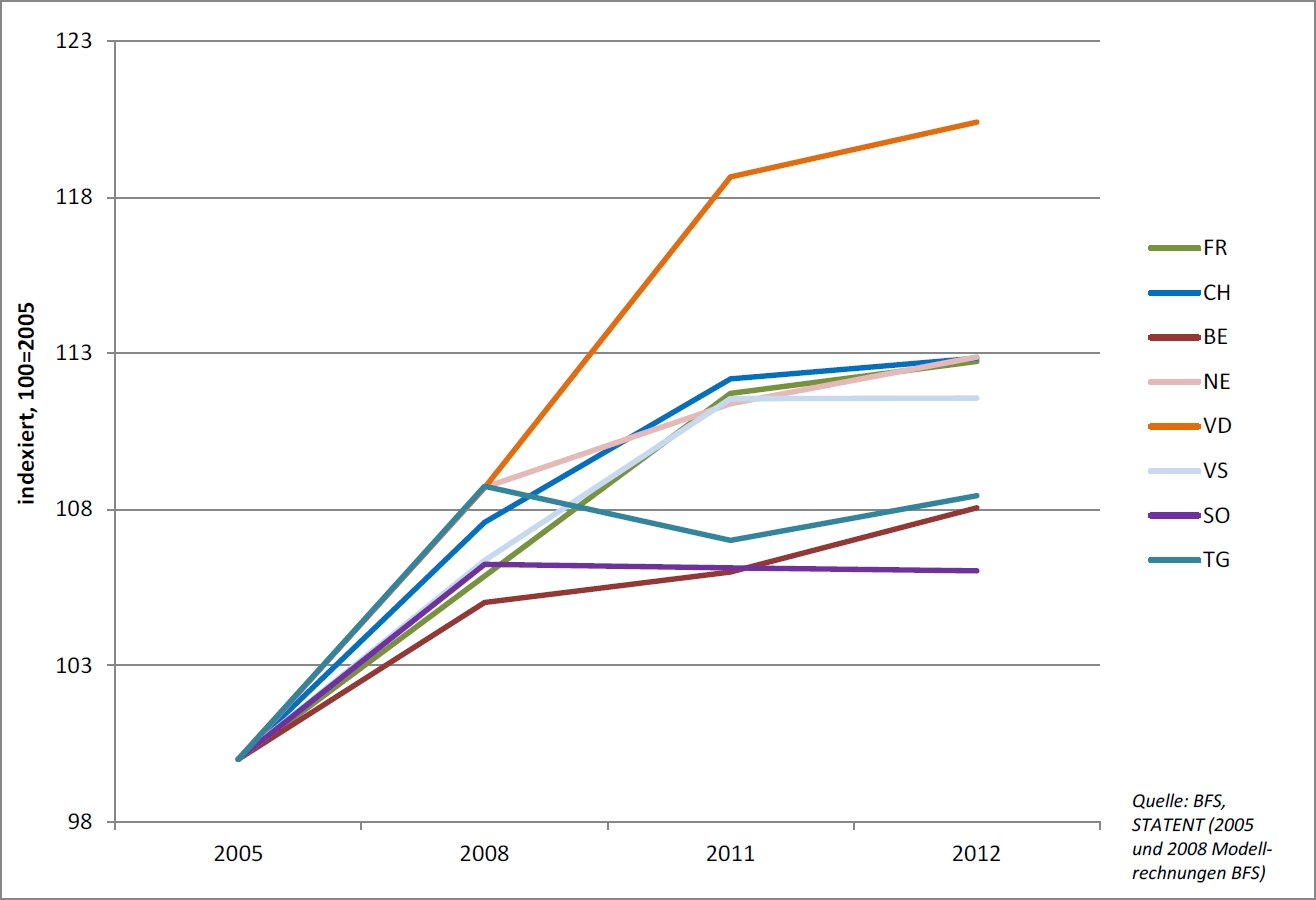 123
118
113
108
103
98
indexiert, 100=2005
2005
2008
2011
2012
FR
CH
BE
NE
VD
VS
SO
TG
Quelle: BFS,
STATENT (2005
und 2008 Modell-
rechnungen BFS)